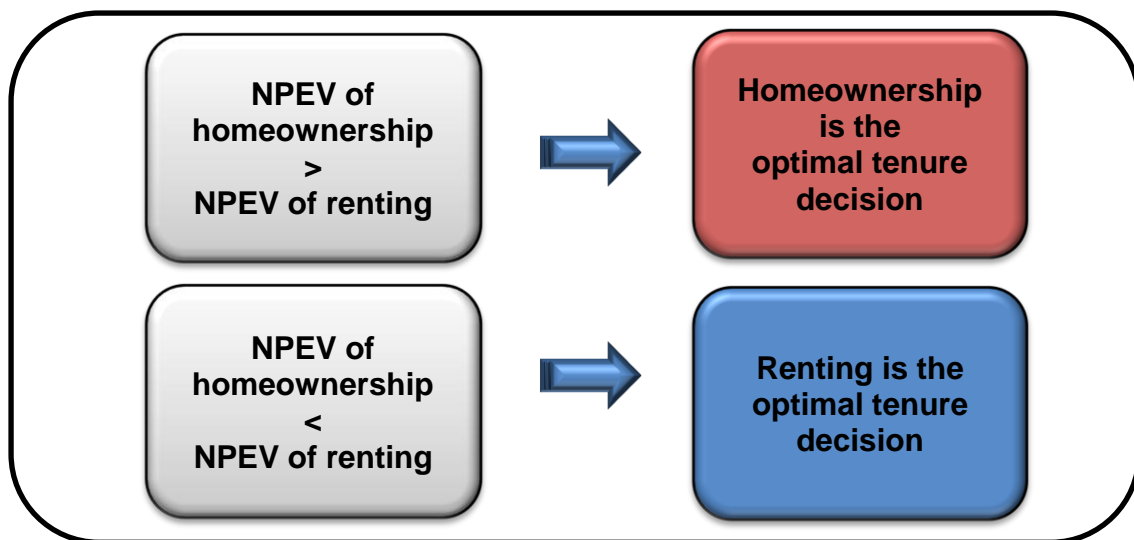 NPEV of
homeownership
>
NPEV of renting
Homeownership
is the
optimal tenure
decision
NPEV of
homeownership
<
NPEV of renting
Renting is the
optimal tenure
decision